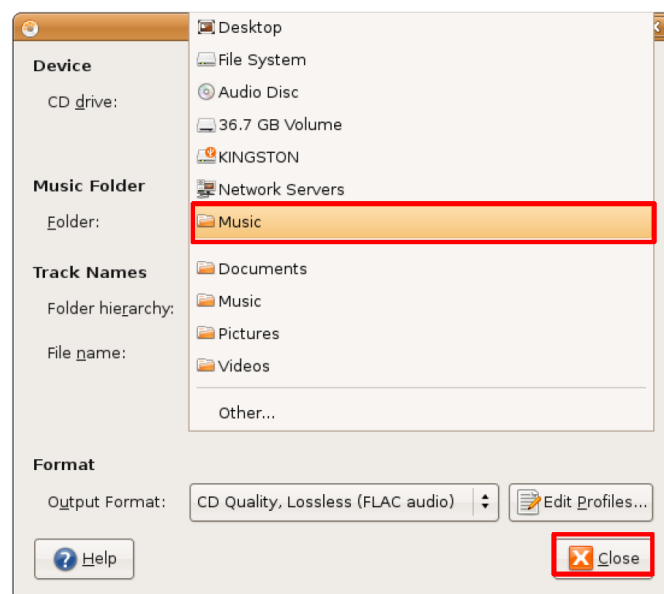 Desktop
Device
File System
CD drive:
Audio Disc
36.7 GB Volume
KINGSTON
Music Folder
Network Servers
Folder:
Music
Track Names
Documents
Folder hierarchy:
Music
Pictures
File name:
Videos
Other...
Format
Output Format:
CD Quality, Lossless (FLAC audio)
Edit Profiles...
Help
Close